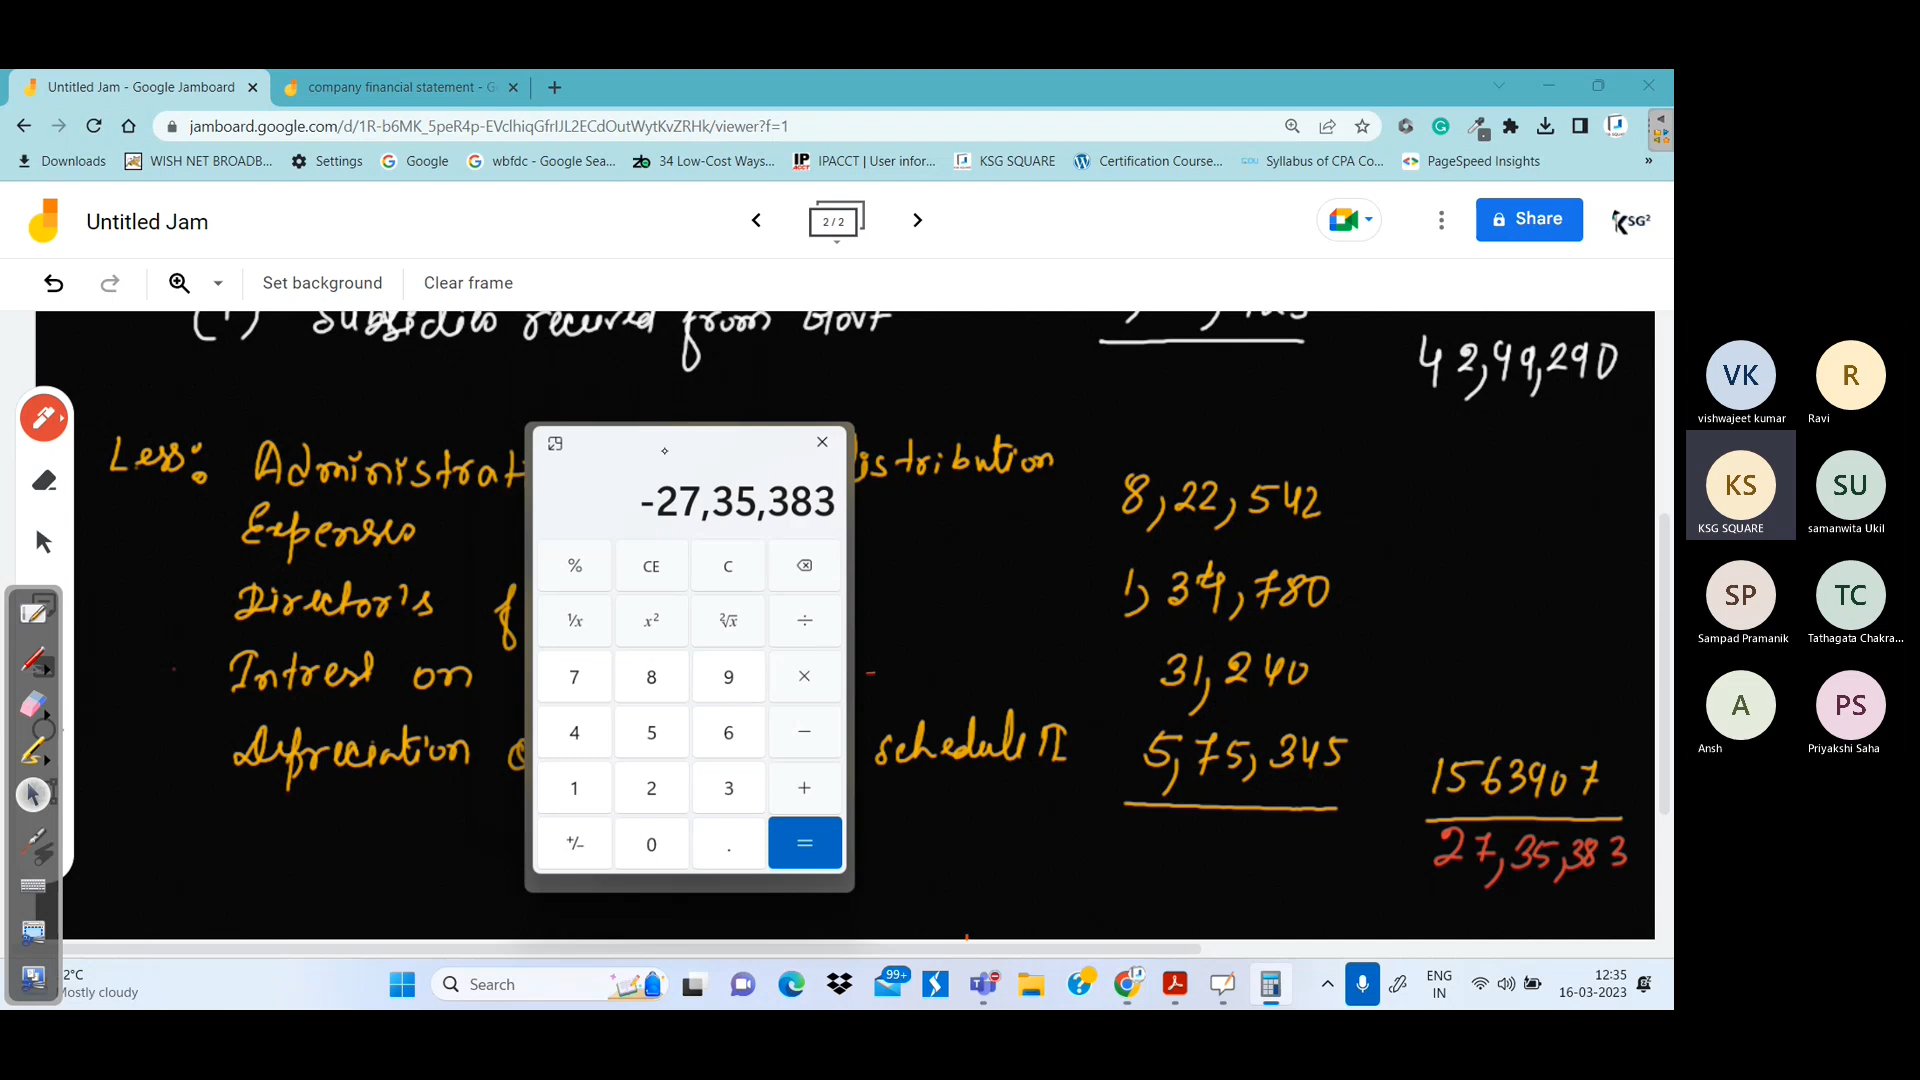 Untitled Jam - Google Jamboard
company financial statement - G
jamboard.google.com/d/1R-b6MK_5peR4p-EVclhiqGfrIJL2ECdOutWytKvZRHk/viewer?f=1
Downloads WISH NET BROADB... Settings Google wbfdc - Google Sea... 34 Low-Cost Ways... IPACCT | User infor... KSG SQUARE Certification Course... Syllabus of CPA Co... PageSpeed Insights »
Untitled Jam
2 / 2
Share
KSG²
Set background Clear frame
received from Govt
42,49,290
Less: Administrat istribution
8,22,542
Expenses
Director's f
1,34,780
Intrest on
31,240
Depreciation schedule II
5,75,345
1563907
27,35,383
-27,35,383
% CE C
¹/x x² ²√x ÷
7 8 9 ×
4 5 6 −
1 2 3 +
+/− 0 . =
VK R
vishwajeet kumar Ravi
KS SU
KSG SQUARE samanwita Ukil
SP TC
Sampad Pramanik Tathagata Chakra...
A PS
Ansh Priyakshi Saha
2°C
Mostly cloudy
Search
99+
ENG
IN
12:35
16-03-2023